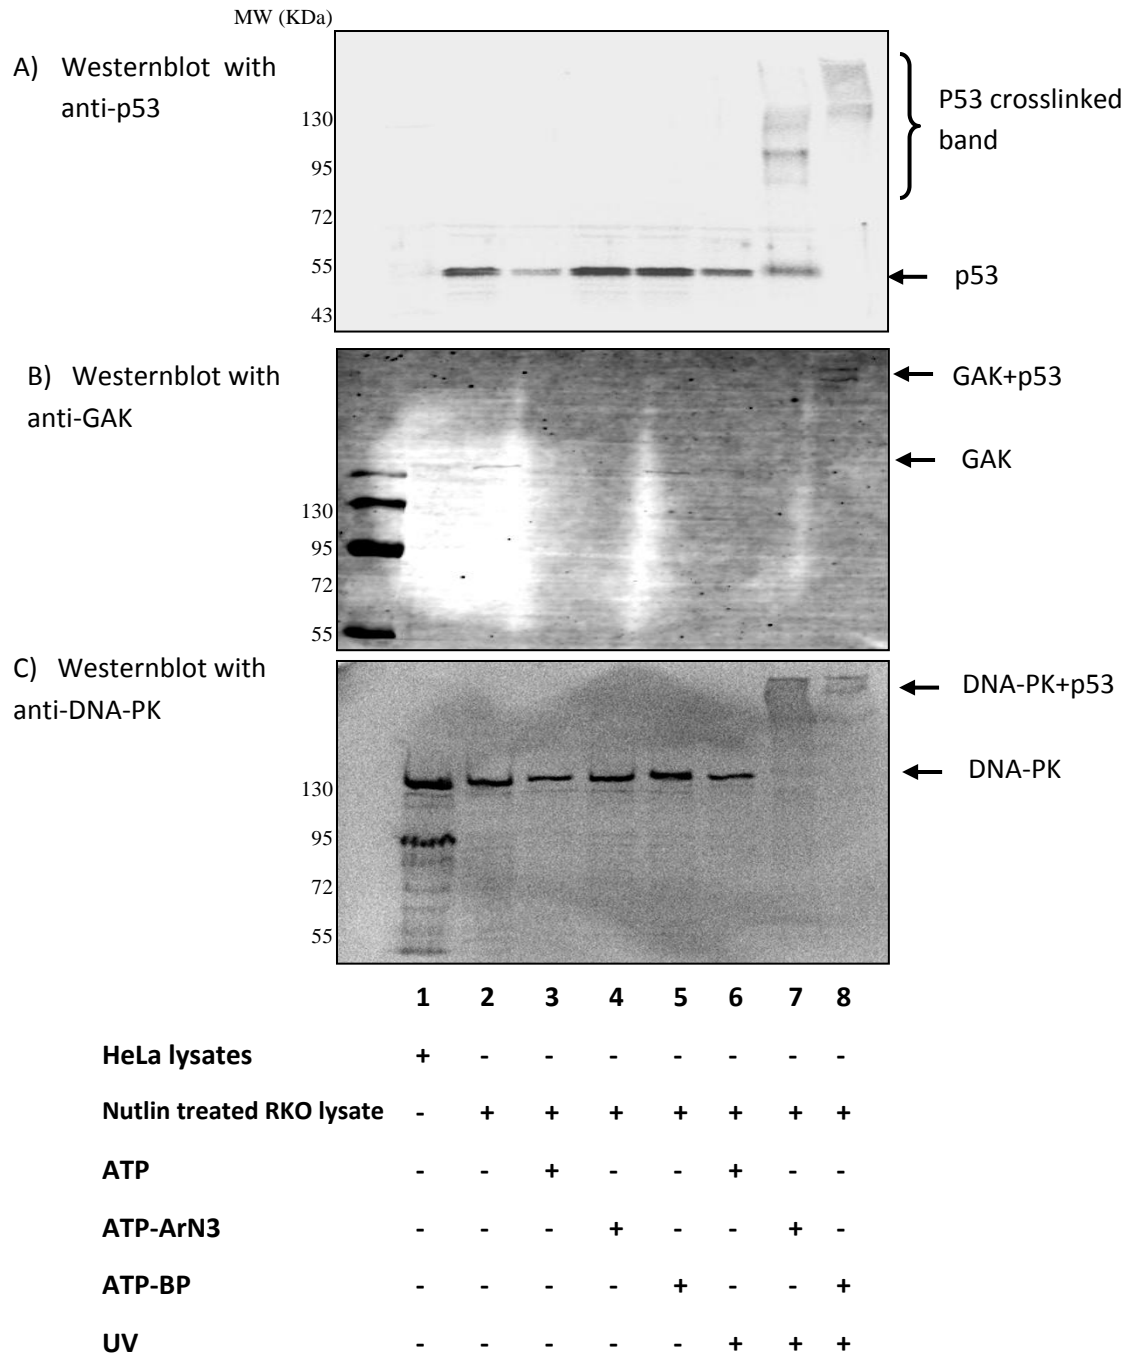 MW (KDa)
A) Westernblot with
anti-p53
130
95
72
55
43
P53 crosslinked
band
p53
B) Westernblot with
anti-GAK
130
95
72
55
GAK+p53
GAK
C) Westernblot with
anti-DNA-PK
130
95
72
55
DNA-PK+p53
DNA-PK
1 2 3 4 5 6 7 8
HeLa lysates + - - - - - - -
Nutlin treated RKO lysate - + + + + + + +
ATP - - + - - + - -
ATP-ArN3 - - - + - - + -
ATP-BP - - - - + - - +
UV - - - - - + + +